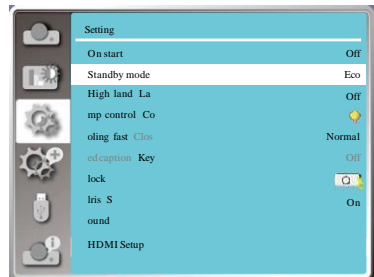 Setting
On start Off
Standby mode Eco
High land La Off
mp control Co
oling fast Clos Normal
edcaption Key Off
lock
lris S On
ound
HDMI Setup